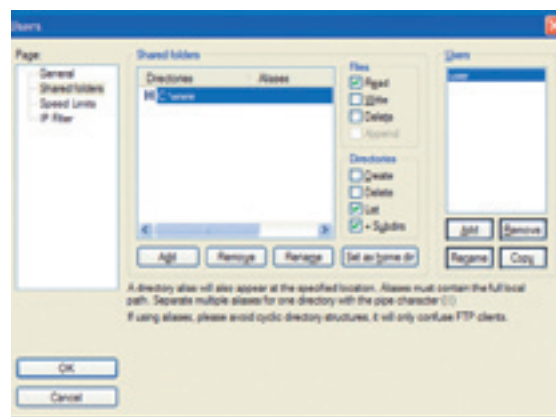 Users
Page:
General
Shared folders
Speed Limits
IP Filter
Shared folders
Directories Aliases
H C:\
Files
Read
Write
Delete
Append
Directories
Create
Delete
List
+ Subdirs
Add Remove Rename Set as home dir
Users
user
Add Remove
Rename Copy
A directory alias will also appear at the specified location. Aliases must contain the full local
path. Separate multiple aliases for one directory with the pipe character (|)
If using aliases, please avoid cyclic directory structures, it will only confuse FTP clients.
OK
Cancel